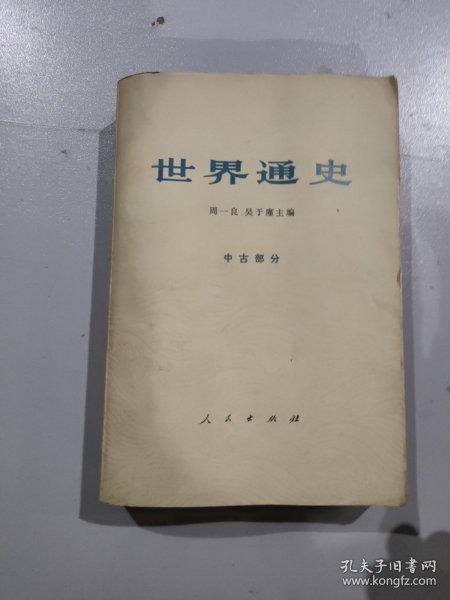 世界通史
周一良 吴于廑主编
中古部分
人民出版社
孔夫子旧书网
www.kongfz.com